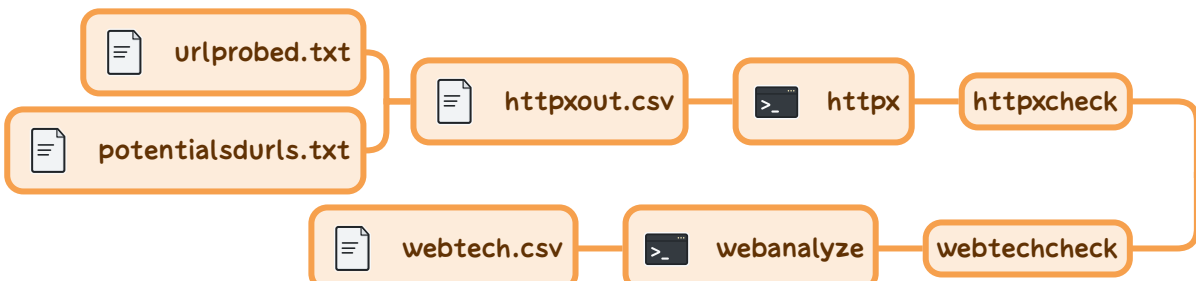 urlprobed.txt
potentialsdurls.txt
httpxout.csv
>_ httpx
httpxcheck
webtech.csv
>_ webanalyze
webtechcheck